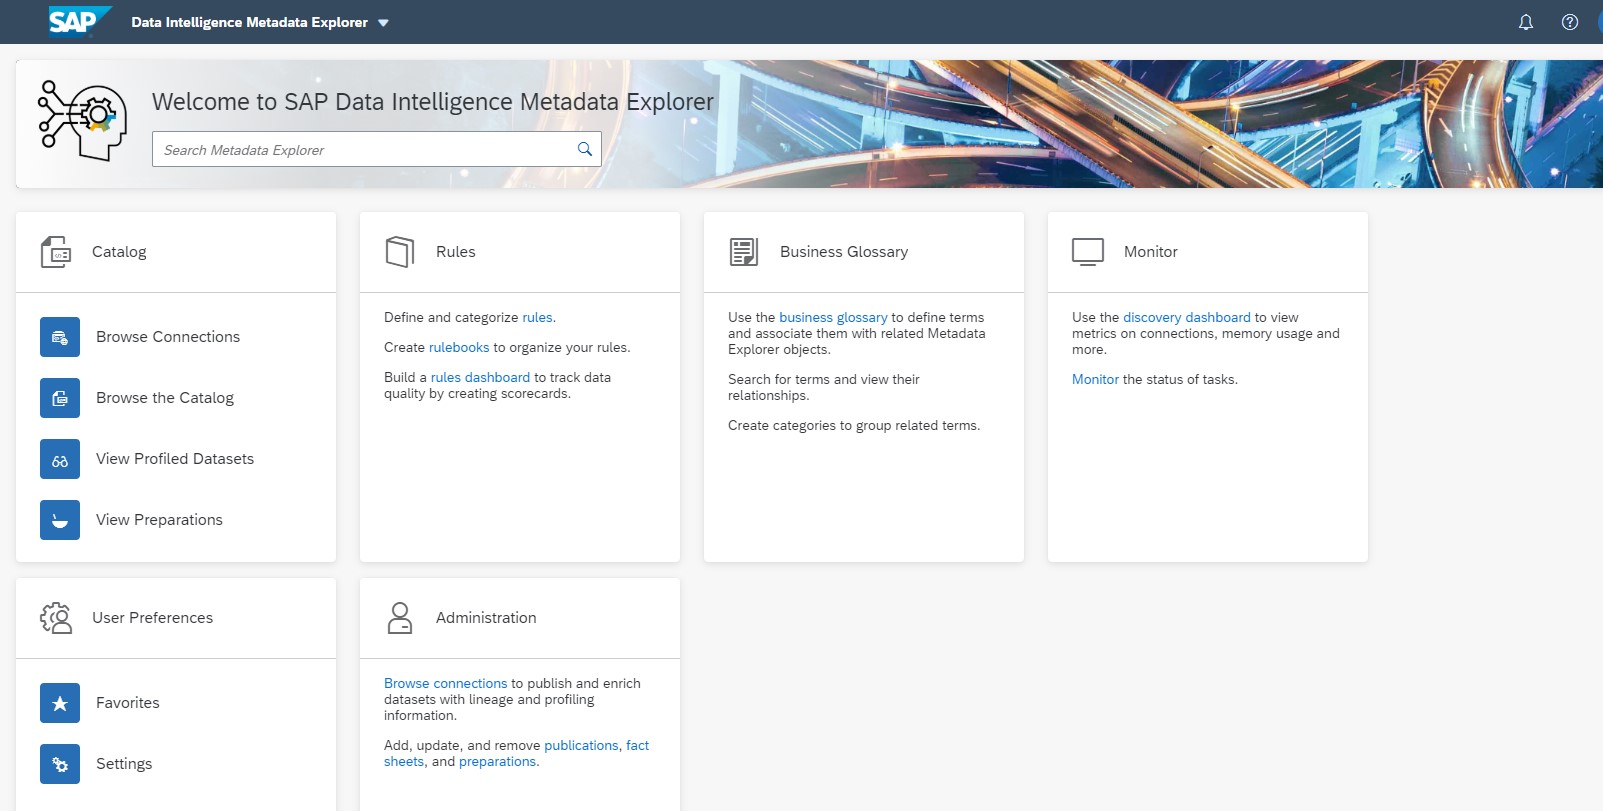 SAP Data Intelligence Metadata Explorer
Welcome to SAP Data Intelligence Metadata Explorer
Search Metadata Explorer
Catalog
Browse Connections
Browse the Catalog
View Profiled Datasets
View Preparations
Rules
Define and categorize rules.
Create rulebooks to organize your rules.
Build a rules dashboard to track data
quality by creating scorecards.
Business Glossary
Use the business glossary to define terms
and associate them with related Metadata
Explorer objects.
Search for terms and view their
relationships.
Create categories to group related terms.
Monitor
Use the discovery dashboard to view
metrics on connections, memory usage and
more.
Monitor the status of tasks.
User Preferences
Favorites
Settings
Administration
Browse connections to publish and enrich
datasets with lineage and profiling
information.
Add, update, and remove publications, fact
sheets, and preparations.